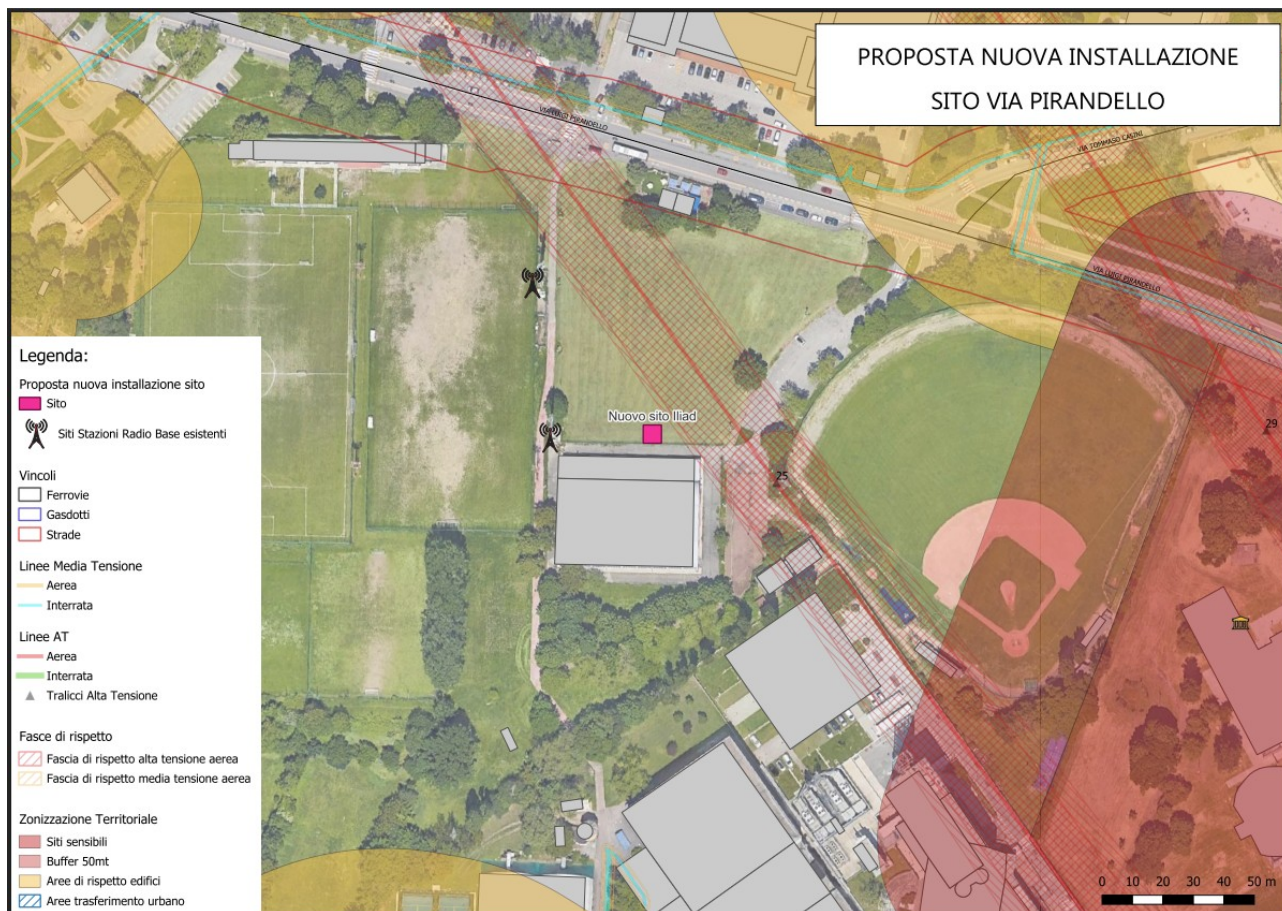 PROPOSTA NUOVA INSTALLAZIONE
SITO VIA PIRANDELLO
VIA LUIGI PIRANDELLO
VIA TOMMASO CASINI
VIA LUIGI PIRANDELLO
Nuovo sito Iliad
25
29
Legenda:
Proposta nuova installazione sito
Sito
Siti Stazioni Radio Base esistenti
Vincoli
Ferrovie
Gasdotti
Strade
Linee Media Tensione
Aerea
Interrata
Linee AT
Aerea
Interrata
Tralicci Alta Tensione
Fasce di rispetto
Fascia di rispetto alta tensione aerea
Fascia di rispetto media tensione aerea
Zonizzazione Territoriale
Siti sensibili
Buffer 50mt
Aree di rispetto edifici
Aree trasferimento urbano
0 10 20 30 40 50 m